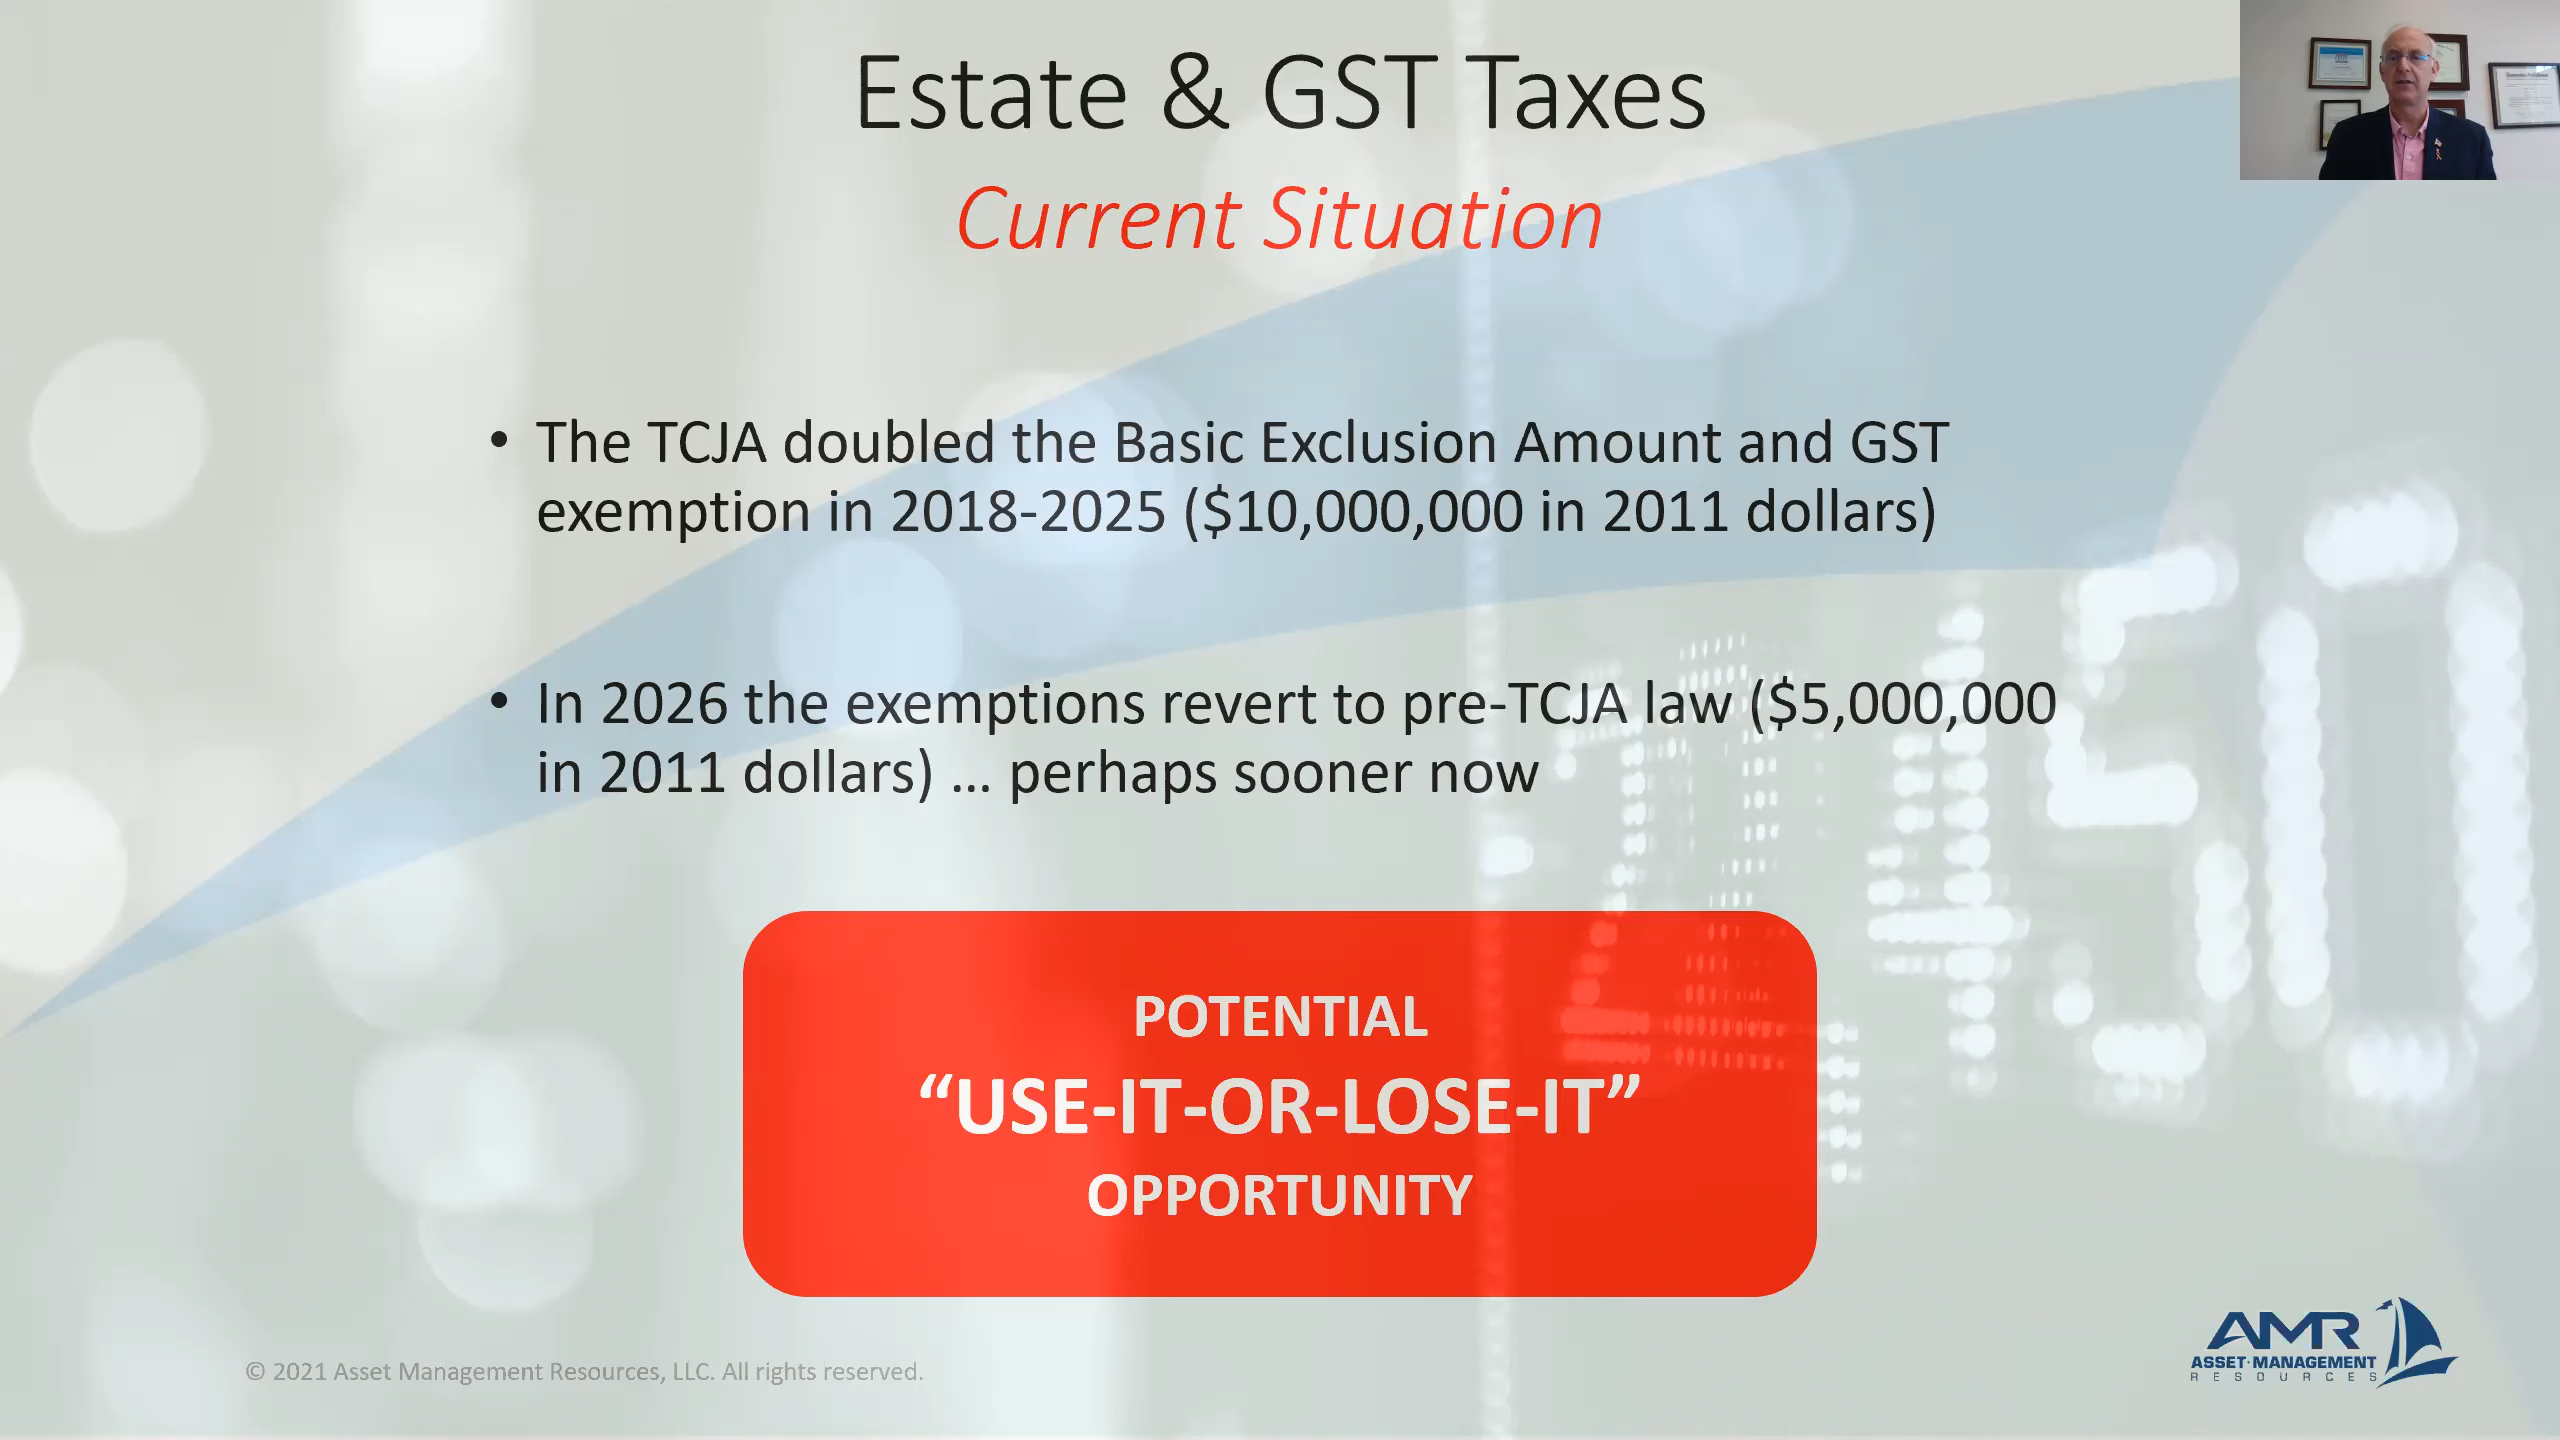 Estate & GST Taxes
Current Situation
• The TCJA doubled the Basic Exclusion Amount and GST
exemption in 2018-2025 ($10,000,000 in 2011 dollars)
• In 2026 the exemptions revert to pre-TCJA law ($5,000,000
in 2011 dollars) ... perhaps sooner now
POTENTIAL
“USE-IT-OR-LOSE-IT”
OPPORTUNITY
© 2021 Asset Management Resources, LLC. All rights reserved.
AMR
ASSET·MANAGEMENT
RESOURCES